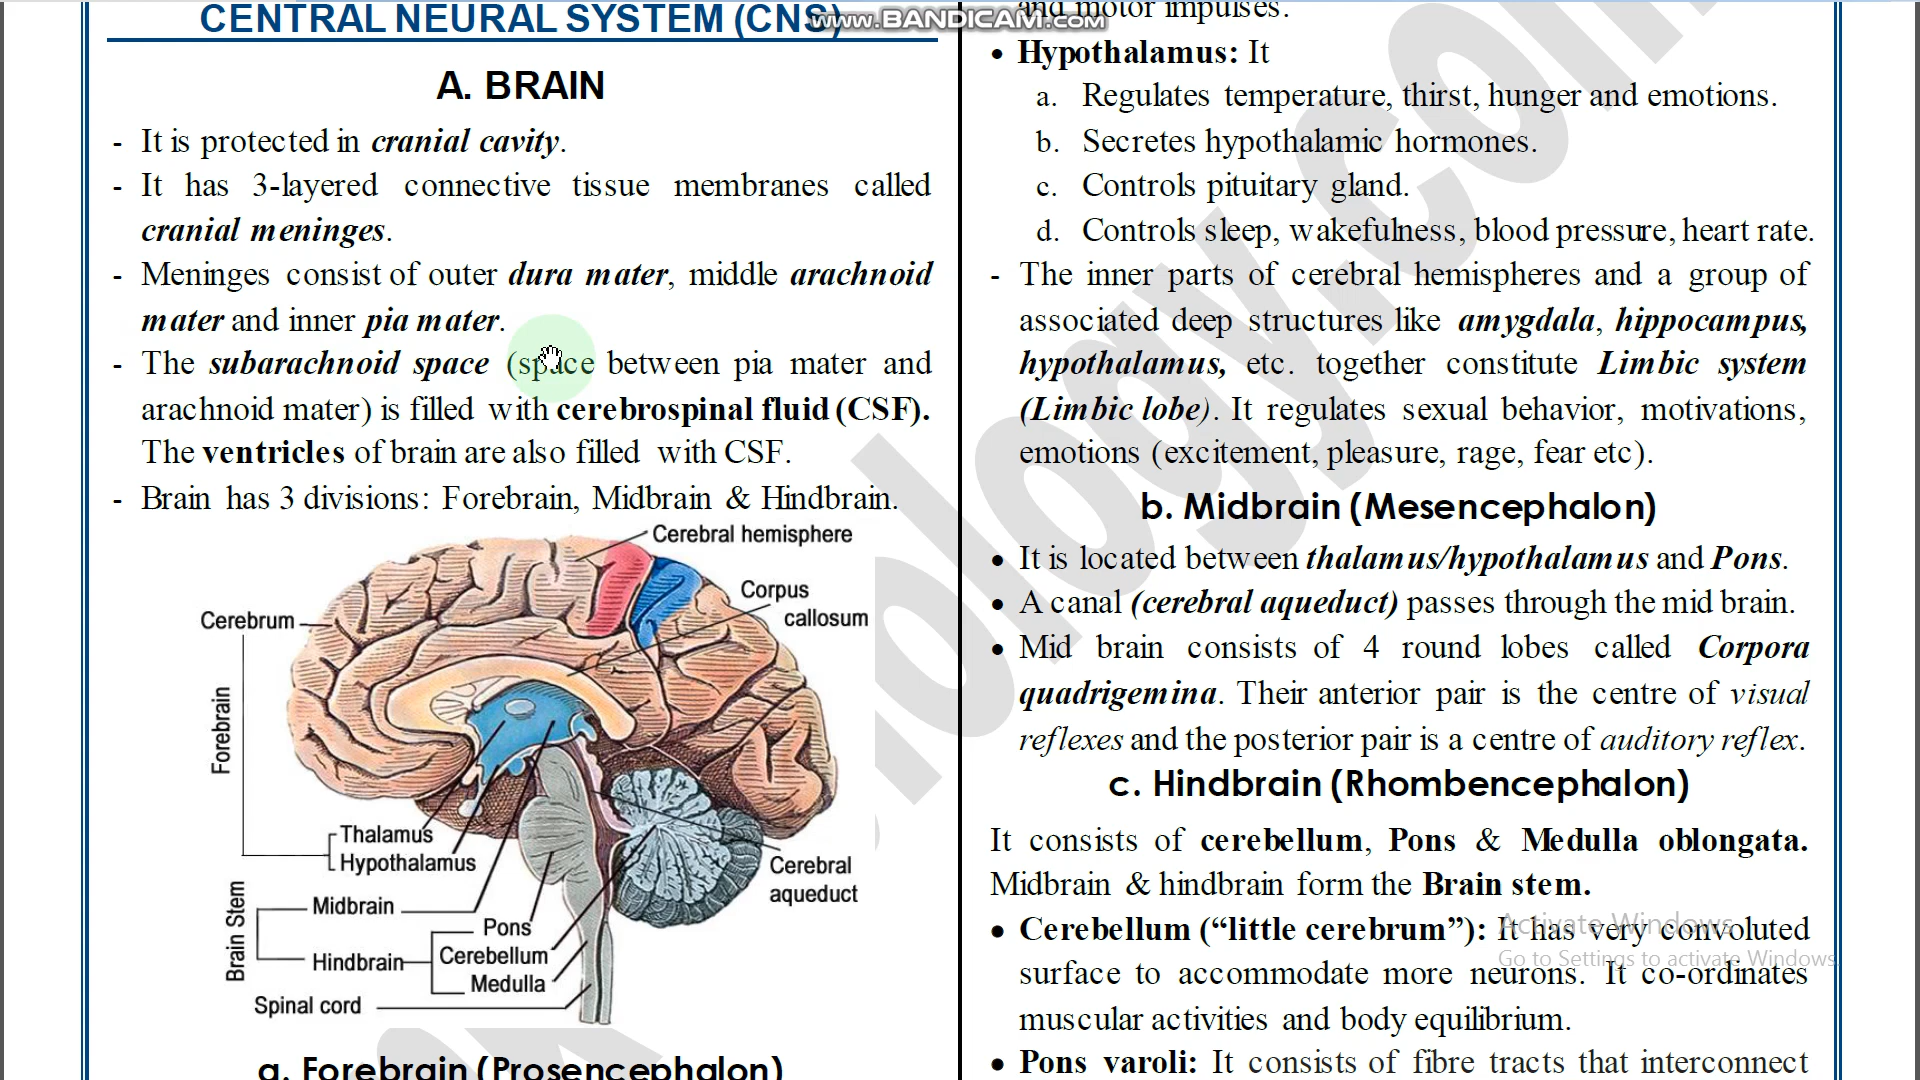 CENTRAL NEURAL SYSTEM (CNS)
www.BANDICAM.com
A. BRAIN
- It is protected in cranial cavity.
- It has 3-layered connective tissue membranes called
cranial meninges.
- Meninges consist of outer dura mater, middle arachnoid
mater and inner pia mater.
- The subarachnoid space (space between pia mater and
arachnoid mater) is filled with cerebrospinal fluid (CSF).
The ventricles of brain are also filled with CSF.
- Brain has 3 divisions: Forebrain, Midbrain & Hindbrain.
Cerebral hemisphere
Corpus
callosum
Cerebrum
Forebrain
Thalamus
Hypothalamus
Cerebral
aqueduct
Brain Stem
Midbrain
Pons
Hindbrain
Cerebellum
Medulla
Spinal cord
a. Forebrain (Prosencephalon)
and motor impulses.
• Hypothalamus: It
a. Regulates temperature, thirst, hunger and emotions.
b. Secretes hypothalamic hormones.
c. Controls pituitary gland.
d. Controls sleep, wakefulness, blood pressure, heart rate.
- The inner parts of cerebral hemispheres and a group of
associated deep structures like amygdala, hippocampus,
hypothalamus, etc. together constitute Limbic system
(Limbic lobe). It regulates sexual behavior, motivations,
emotions (excitement, pleasure, rage, fear etc).
b. Midbrain (Mesencephalon)
• It is located between thalamus/hypothalamus and Pons.
• A canal (cerebral aqueduct) passes through the mid brain.
• Mid brain consists of 4 round lobes called Corpora
quadrigemina. Their anterior pair is the centre of visual
reflexes and the posterior pair is a centre of auditory reflex.
c. Hindbrain (Rhombencephalon)
It consists of cerebellum, Pons & Medulla oblongata.
Midbrain & hindbrain form the Brain stem.
• Cerebellum (“little cerebrum”): It has very convoluted
surface to accommodate more neurons. It co-ordinates
muscular activities and body equilibrium.
• Pons varoli: It consists of fibre tracts that interconnect
Activate Windows
Go to Settings to activate Windows
ology.com